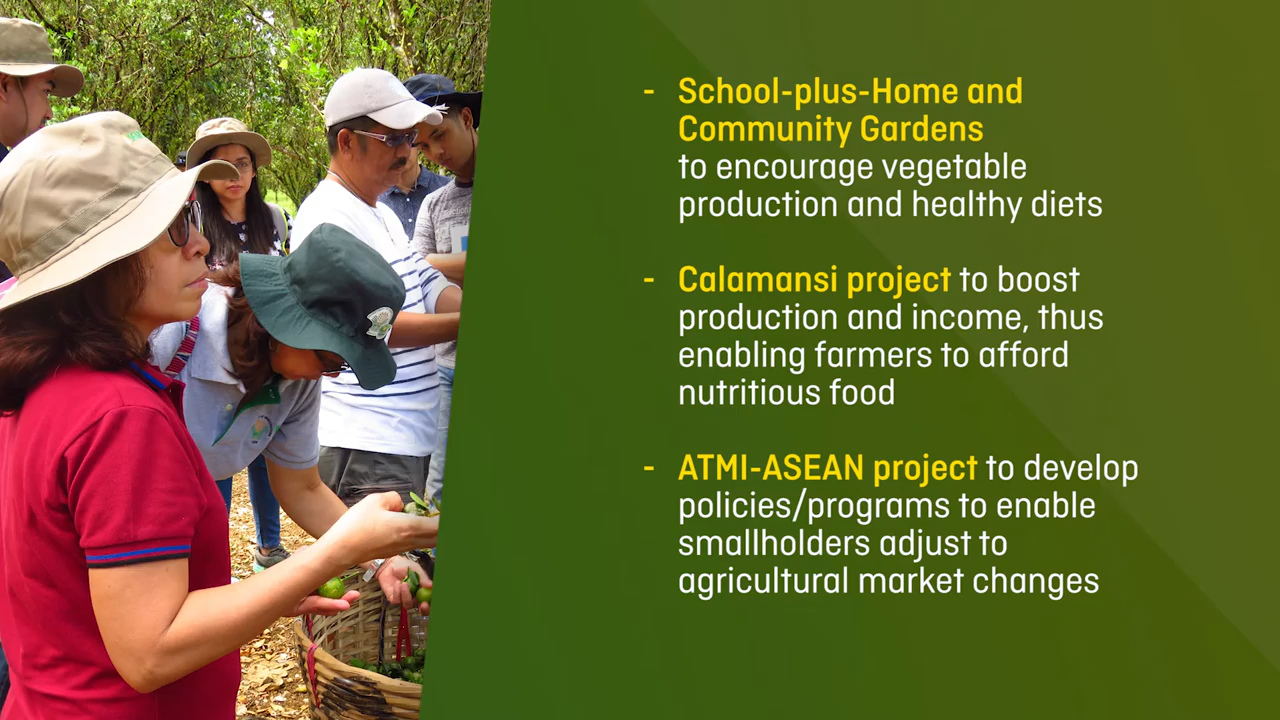 - School-plus-Home and
Community Gardens
to encourage vegetable
production and healthy diets
- Calamansi project to boost
production and income, thus
enabling farmers to afford
nutritious food
- ATMI-ASEAN project to develop
policies/programs to enable
smallholders adjust to
agricultural market changes